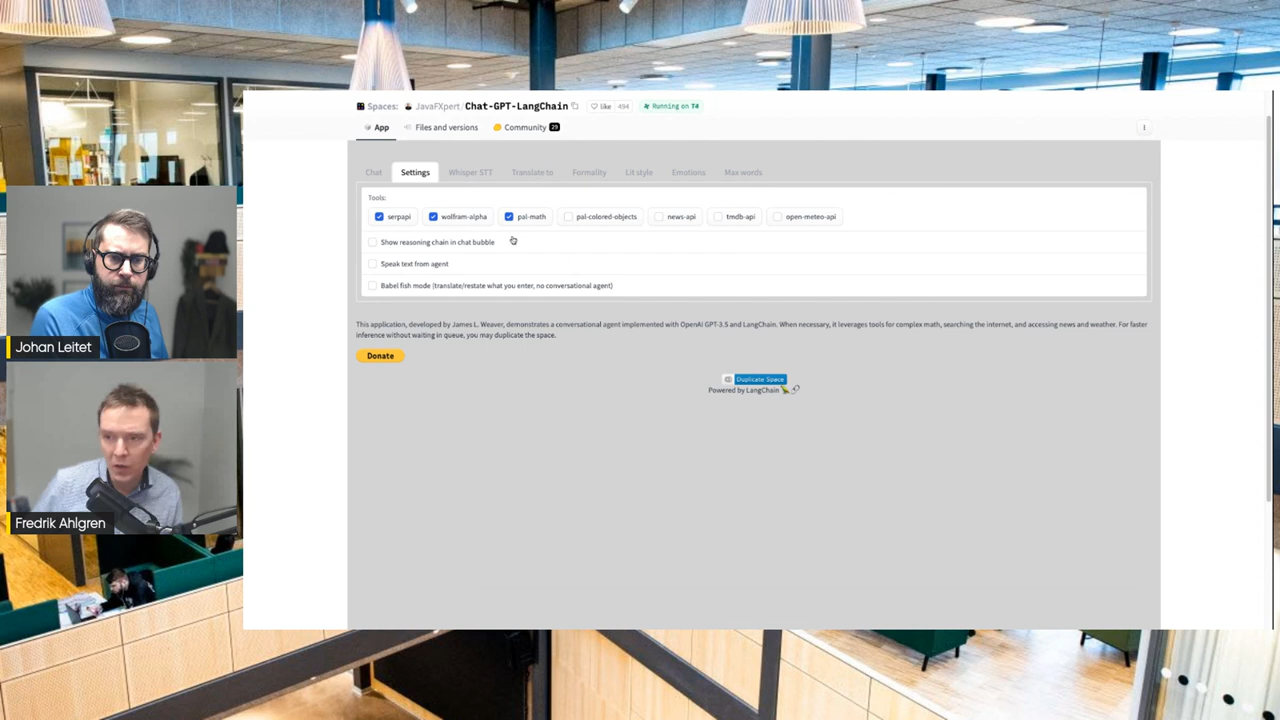 Spaces: JavaFXpert/Chat-GPT-LangChain like 494 Running on T4
App Files and versions Community 29
Chat Settings Whisper STT Translate to Formality Lit style Emotions Max words
Tools:
serpapi wolfram-alpha pal-math pal-colored-objects news-api tmdb-api open-meteo-api
Show reasoning chain in chat bubble
Speak text from agent
Babel fish mode (translate/restate what you enter, no conversational agent)
This application, developed by James L. Weaver, demonstrates a conversational agent implemented with OpenAI GPT-3.5 and LangChain. When necessary, it leverages tools for complex math, searching the internet, and accessing news and weather. For faster
inference without waiting in queue, you may duplicate the space.
Donate
Duplicate Space
Powered by LangChain
Johan Leitet
Fredrik Ahlgren